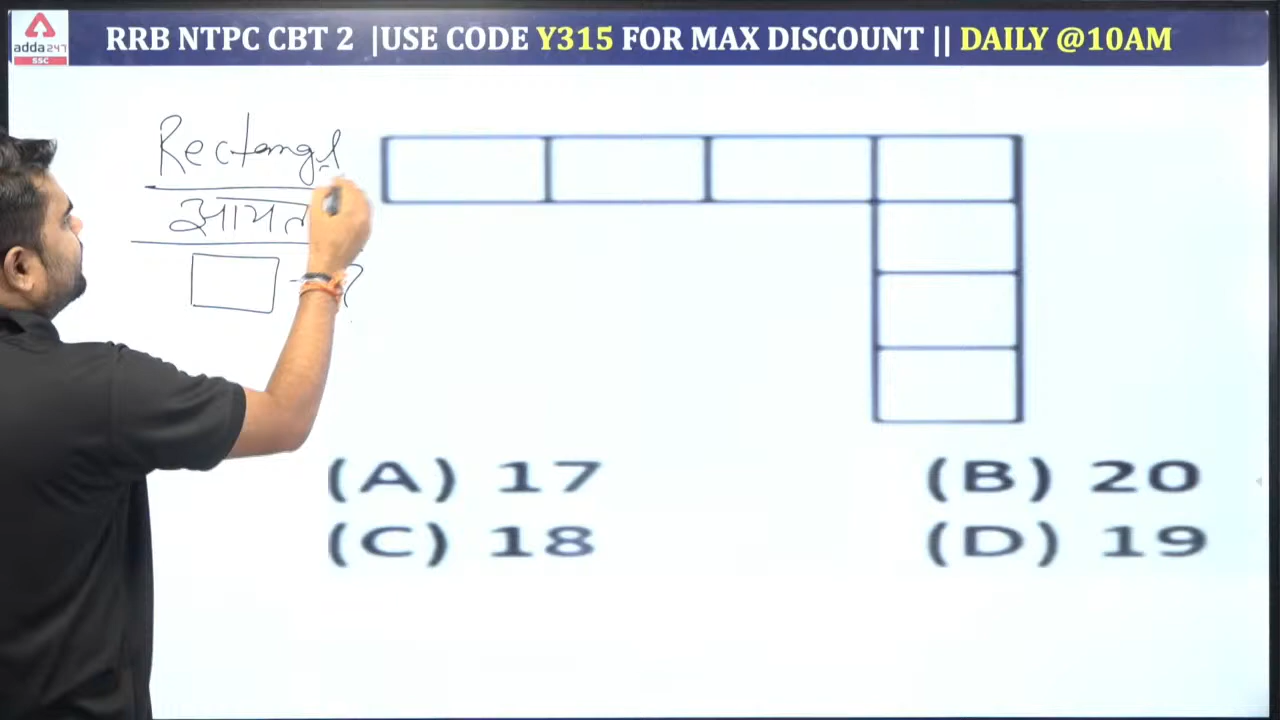 adda247
SSC
RRB NTPC CBT 2 |USE CODE Y315 FOR MAX DISCOUNT || DAILY @10AM
Rectangl
आयत
?
(A) 17
(B) 20
(C) 18
(D) 19